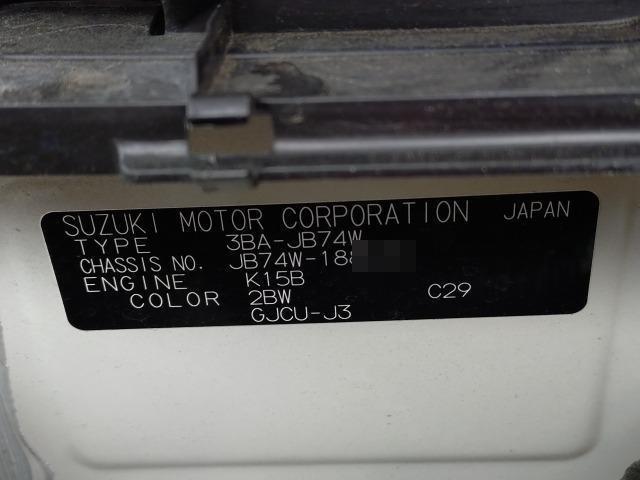 SUZUKI MOTOR CORPORATION JAPAN
TYPE 3BA-JB74W
CHASSIS NO. JB74W-188
ENGINE K15B
COLOR 2BW C29
GJCU-J3